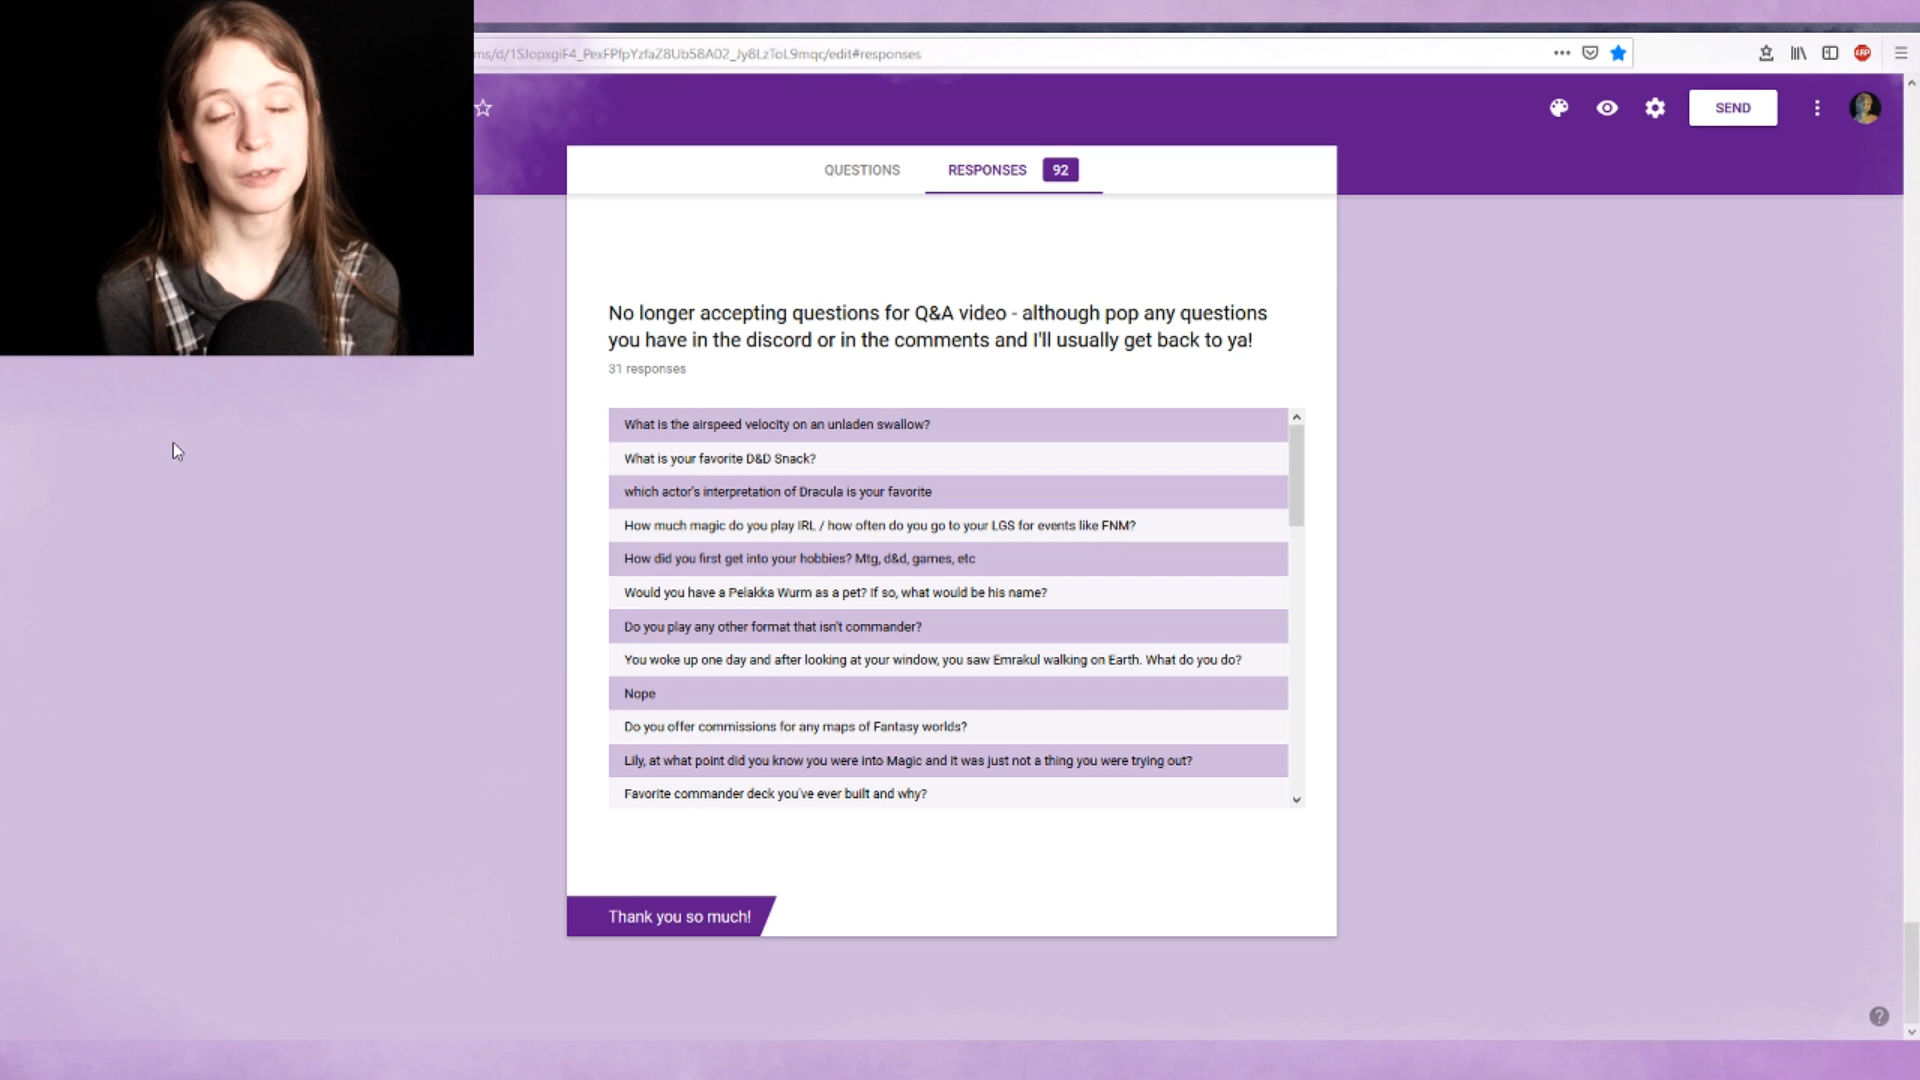 ms/d/1SJopxgiF4_PexFPfpYzfaZ8Ub58A02_Jy8LzToL9mqc/edit#responses
SEND
QUESTIONS RESPONSES 92
No longer accepting questions for Q&A video - although pop any questions
you have in the discord or in the comments and I'll usually get back to ya!
31 responses
What is the airspeed velocity on an unladen swallow?
What is your favorite D&D Snack?
which actor's interpretation of Dracula is your favorite
How much magic do you play IRL / how often do you go to your LGS for events like FNM?
How did you first get into your hobbies? Mtg, d&d, games, etc
Would you have a Pelakka Wurm as a pet? If so, what would be his name?
Do you play any other format that isn't commander?
You woke up one day and after looking at your window, you saw Emrakul walking on Earth. What do you do?
Nope
Do you offer commissions for any maps of Fantasy worlds?
Lily, at what point did you know you were into Magic and it was just not a thing you were trying out?
Favorite commander deck you've ever built and why?
Thank you so much!